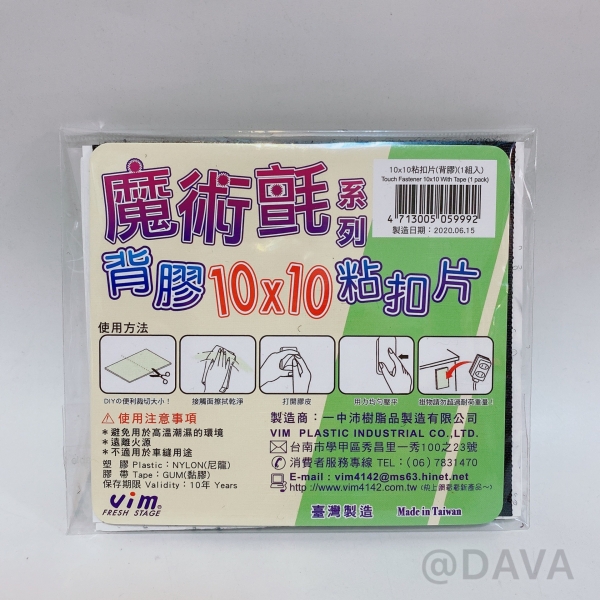 魔術氈系列
10x10粘扣片(背膠)(1組入)
Touch Fastener 10x10 With Tape (1 pack)
4 713005 059992
製造日期：2020.06.15
背膠10x10粘扣片
使用方法
DIYの便利裁切大小！
接觸面擦拭乾淨
打開膠皮
用力均勻壓平
掛物請勿超過耐荷重量！
⚠使用注意事項
*避免用於高溫潮濕的環境
*遠離火源
*不適用於車縫用途
塑 膠 Plastic：NYLON(尼龍)
膠 帶 Tape：GUM(黏膠)
保存期限 Validity：10年 Years
製造商：一中沛樹脂品製造有限公司
VIM PLASTIC INDUSTRIAL CO.,LTD.
台南市學甲區秀昌里一秀100之23號
消費者服務專線 TEL：(06)7831470
E-mail：vim4142@ms63.hinet.net
http://www.vim4142.com.tw
vim®
FRESH STAGE
臺灣製造 Made in Taiwan
@DAVA